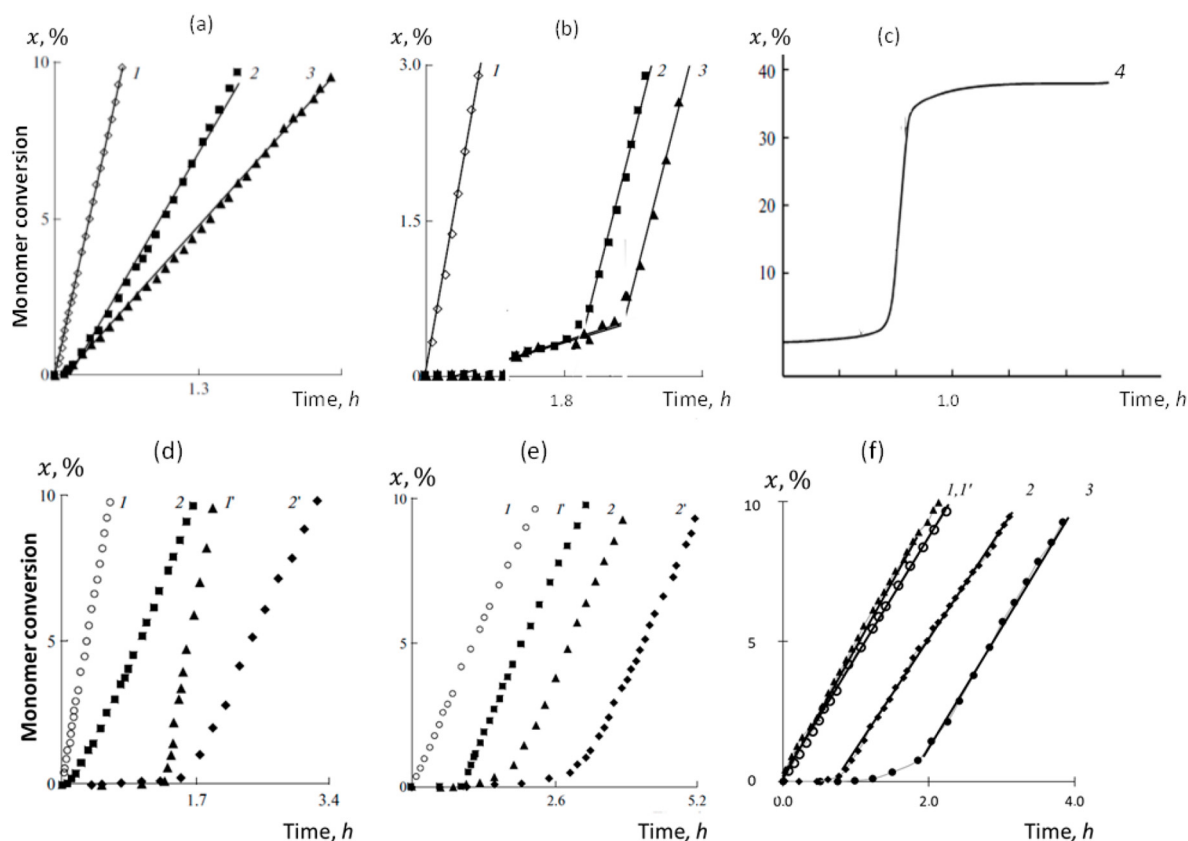 (a)
x, %
10
1
2
3
5
0
1.3
Time, h
Monomer conversion
(b)
x, %
3.0
1
2
3
1.5
0
1.8
Time, h
(c)
x, %
40
4
30
20
10
1.0
Time, h
(d)
x, %
10
1
2
1'
2'
5
0
1.7
3.4
Time, h
Monomer conversion
(e)
x, %
10
1
1'
2
2'
5
0
2.6
5.2
Time, h
(f)
x, %
10
1,1'
2
3
5
0
0.0
2.0
4.0
Time, h